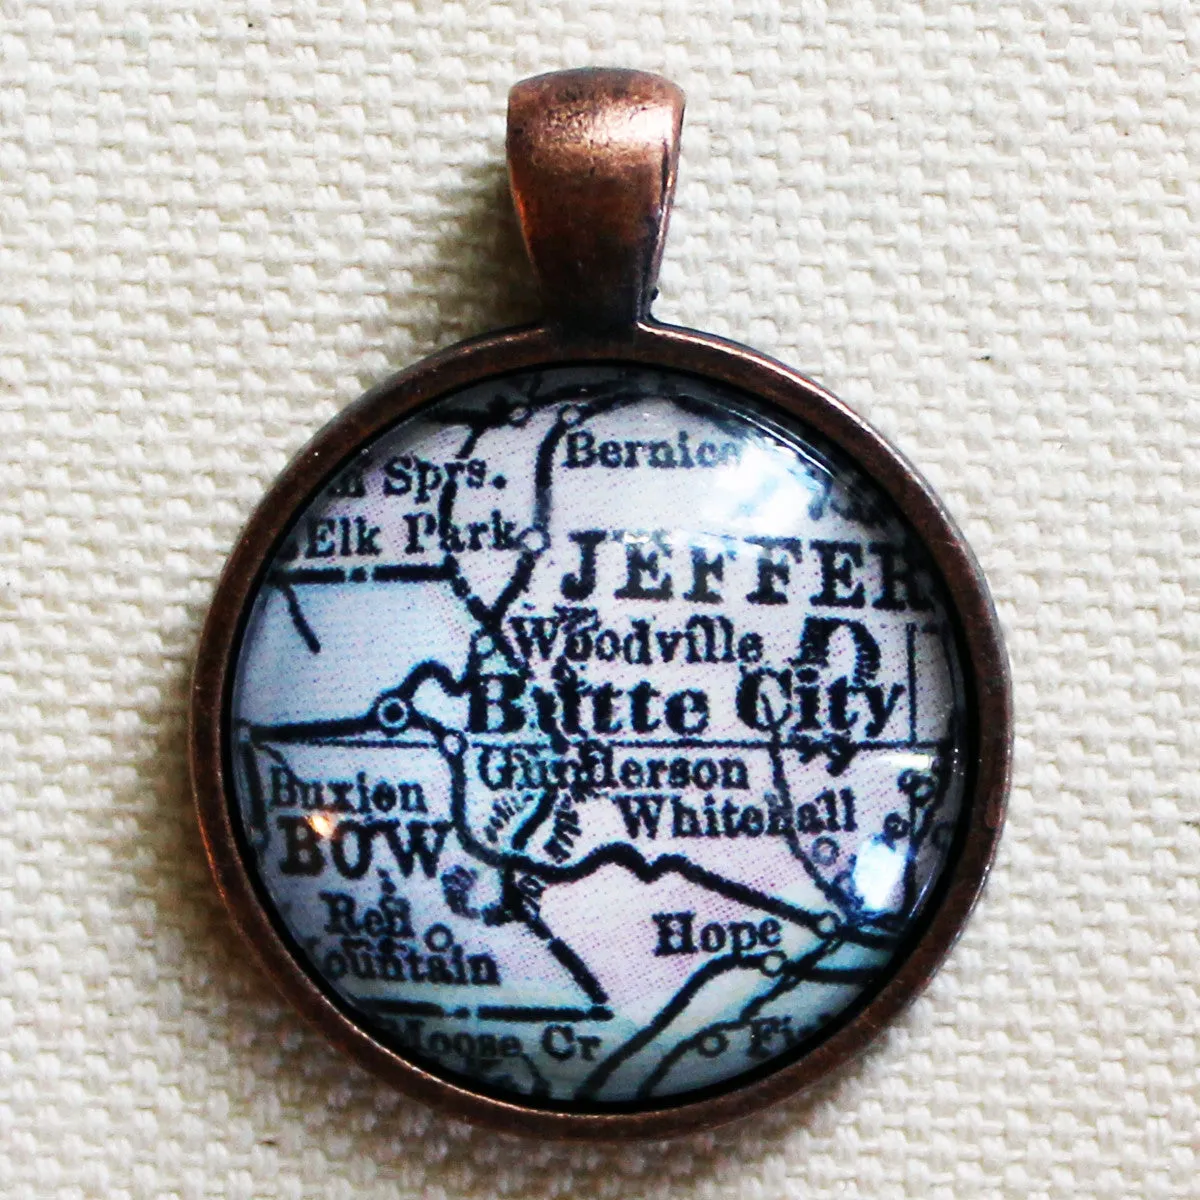 Bernice
Sprs.
Elk Park
JEFFER
Woodville
Butte City
Gunderson
Buxton
Whitehall
BOW
Red
Mountain
Hope
Moose Cr